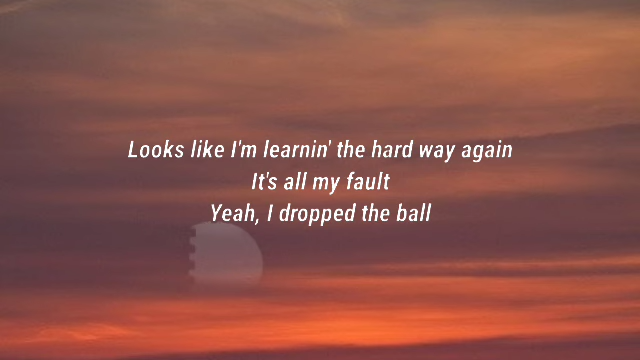 Looks like I'm learnin' the hard way again
It's all my fault
Yeah, I dropped the ball